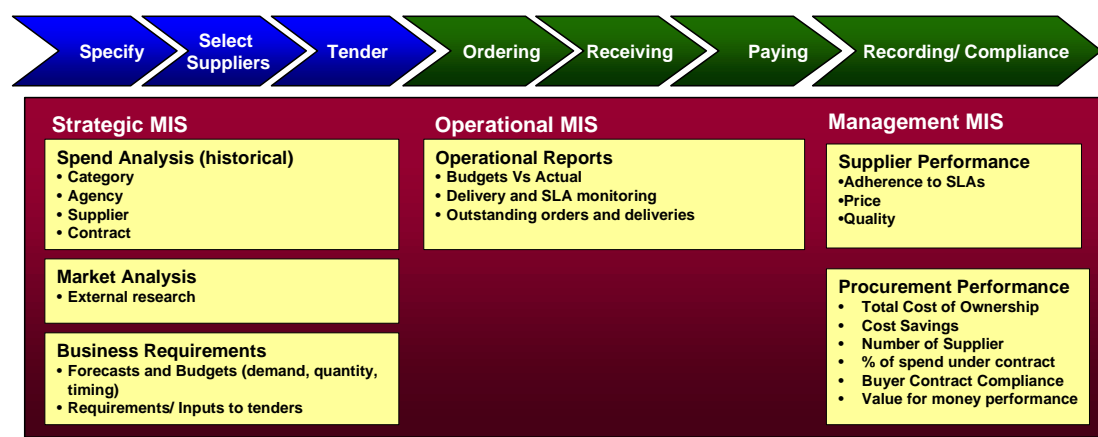 Specify
Select
Suppliers
Tender
Ordering
Receiving
Paying
Recording/ Compliance
Strategic MIS
Spend Analysis (historical)
• Category
• Agency
• Supplier
• Contract
Market Analysis
• External research
Business Requirements
• Forecasts and Budgets (demand, quantity,
timing)
• Requirements/ Inputs to tenders
Operational MIS
Operational Reports
• Budgets Vs Actual
• Delivery and SLA monitoring
• Outstanding orders and deliveries
Management MIS
Supplier Performance
•Adherence to SLAs
•Price
•Quality
Procurement Performance
• Total Cost of Ownership
• Cost Savings
• Number of Supplier
• % of spend under contract
• Buyer Contract Compliance
• Value for money performance